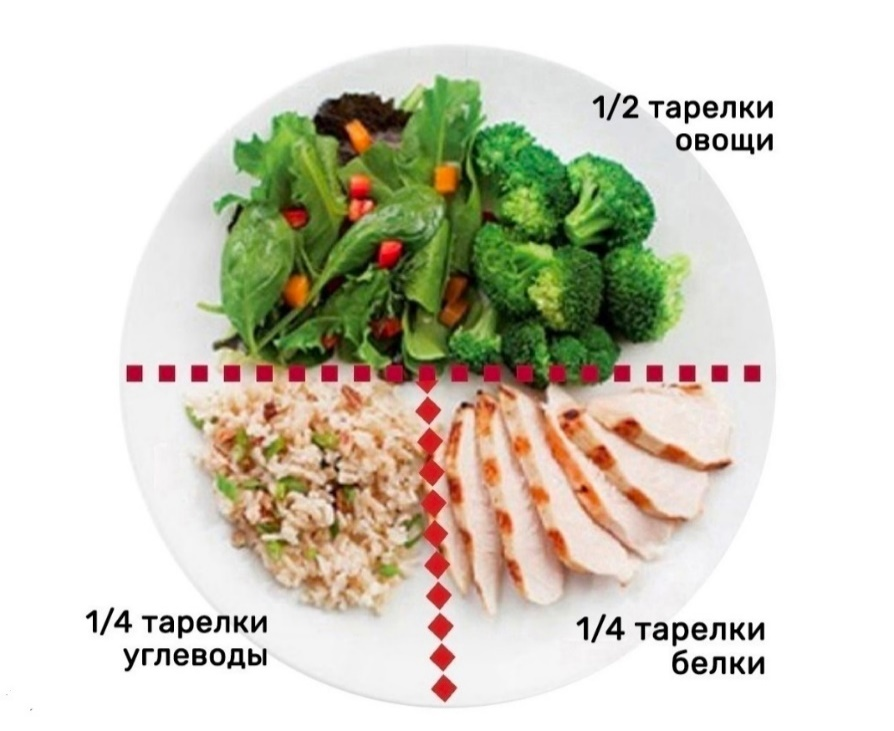 1/2 тарелки
овощи
1/4 тарелки
углеводы
1/4 тарелки
белки